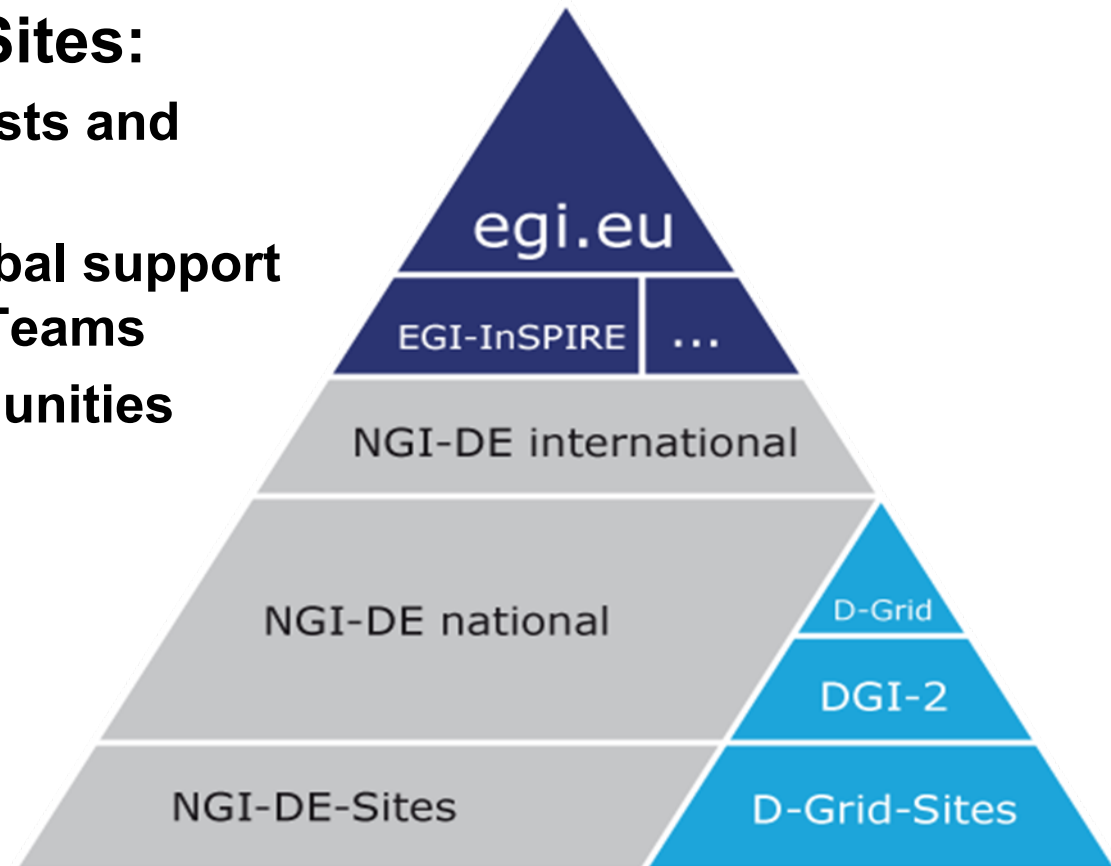 Sites:
sts and
bal support
Teams
unities
egi.eu
EGI-InSPIRE ...
NGI-DE international
NGI-DE national
D-Grid
DGI-2
NGI-DE-Sites
D-Grid-Sites